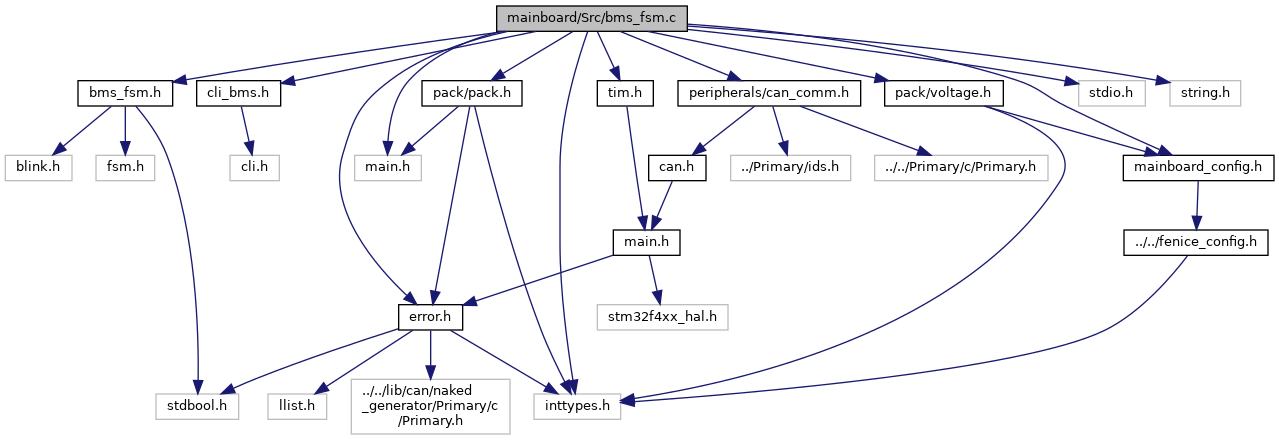 mainboard/Src/bms_fsm.c
bms_fsm.h
cli_bms.h
pack/pack.h
tim.h
peripherals/can_comm.h
pack/voltage.h
stdio.h
string.h
blink.h
fsm.h
cli.h
main.h
can.h
../Primary/ids.h
../../Primary/c/Primary.h
mainboard_config.h
main.h
../../fenice_config.h
error.h
stm32f4xx_hal.h
stdbool.h
llist.h
../../lib/can/naked
_generator/Primary/c
/Primary.h
inttypes.h